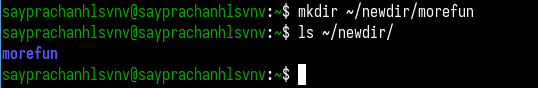 sayprachanhlsvnv@sayprachanhlsvnv:~$ mkdir ~/newdir/morefun
sayprachanhlsvnv@sayprachanhlsvnv:~$ ls ~/newdir/
morefun
sayprachanhlsvnv@sayprachanhlsvnv:~$